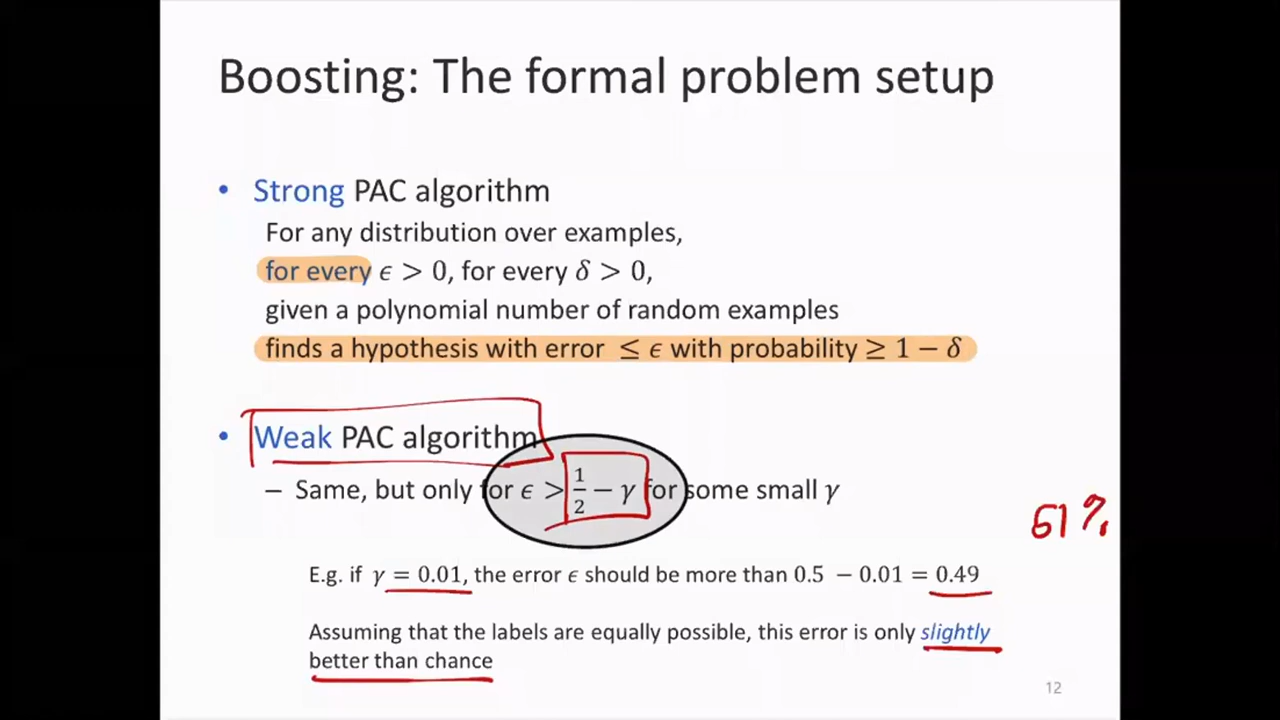 Boosting: The formal problem setup
• Strong PAC algorithm
For any distribution over examples,
for every ϵ > 0, for every δ > 0,
given a polynomial number of random examples
finds a hypothesis with error ≤ ϵ with probability ≥ 1 − δ
• Weak PAC algorithm
– Same, but only for ϵ > 1/2 − γ for some small γ
51%
E.g. if γ = 0.01, the error ϵ should be more than 0.5 − 0.01 = 0.49
Assuming that the labels are equally possible, this error is only slightly
better than chance
12